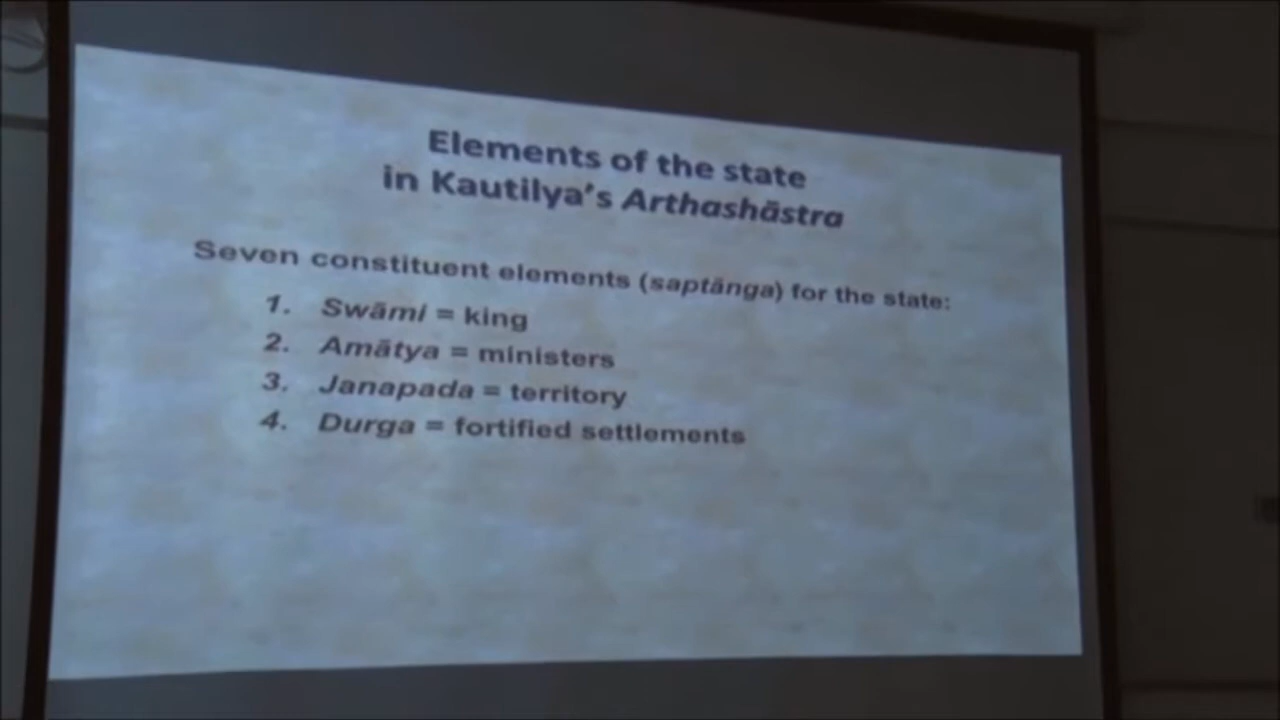 Elements of the state
in Kautilya's Arthashāstra
Seven constituent elements (saptānga) for the state:
1. Swāmi = king
2. Amātya = ministers
3. Janapada = territory
4. Durga = fortified settlements